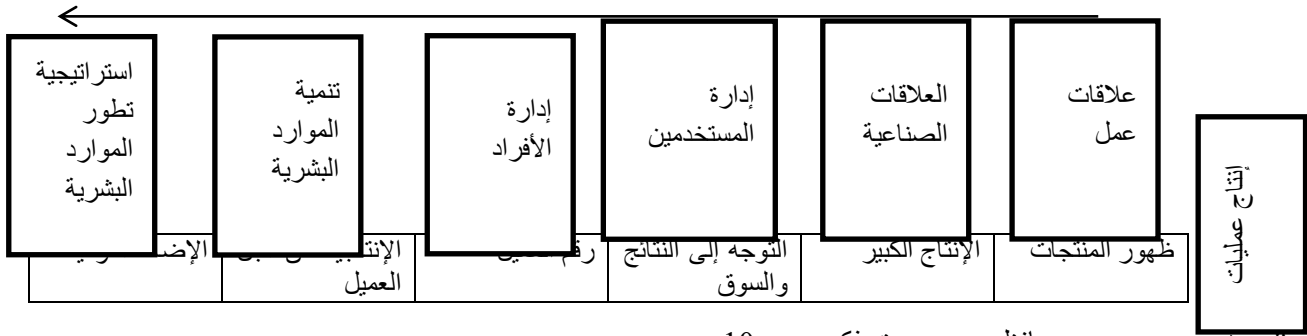 علاقات
عمل
العلاقات
الصناعية
إدارة
المستخدمين
إدارة
الأفراد
تنمية
الموارد
البشرية
استراتيجية
تطور
الموارد
البشرية
إنتاج عمليات
ظهور المنتجات
الإنتاج الكبير
التوجه إلى النتائج
والسوق
رقم
العميل